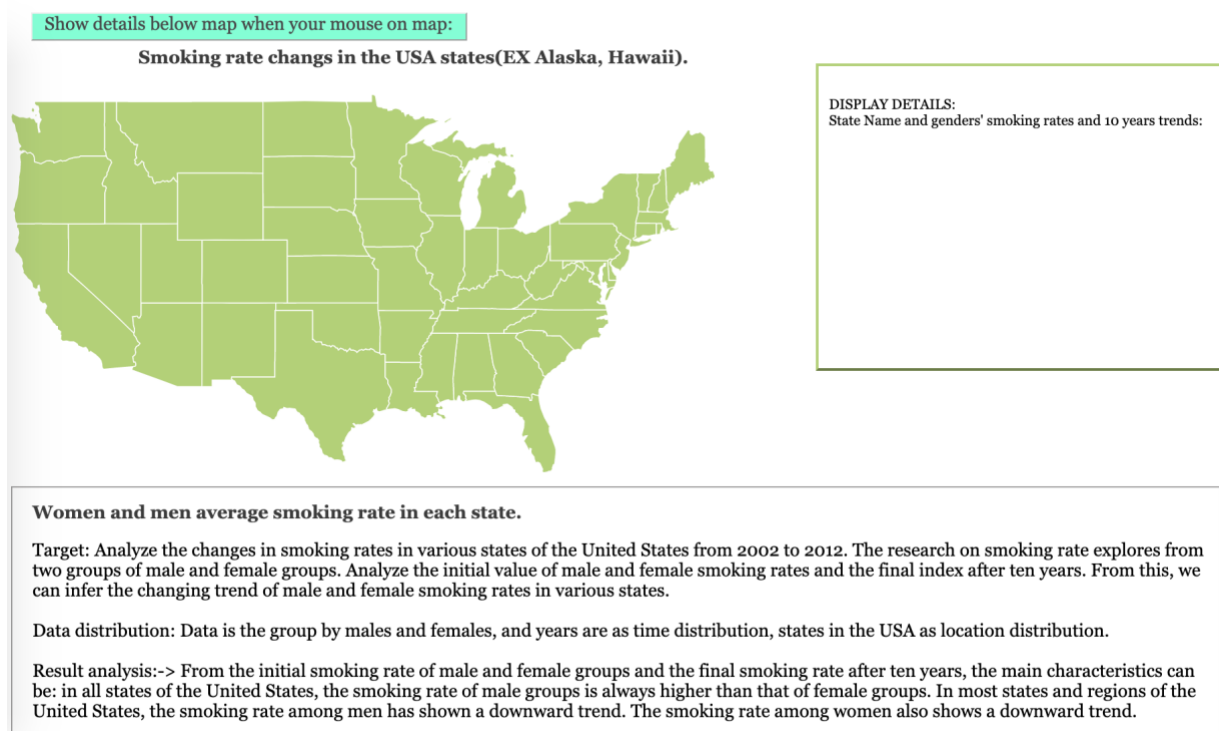 Show details below map when your mouse on map:
Smoking rate changs in the USA states(EX Alaska, Hawaii).
DISPLAY DETAILS:
State Name and genders' smoking rates and 10 years trends:
Women and men average smoking rate in each state.
Target: Analyze the changes in smoking rates in various states of the United States from 2002 to 2012. The research on smoking rate explores from
two groups of male and female groups. Analyze the initial value of male and female smoking rates and the final index after ten years. From this, we
can infer the changing trend of male and female smoking rates in various states.
Data distribution: Data is the group by males and females, and years are as time distribution, states in the USA as location distribution.
Result analysis:-> From the initial smoking rate of male and female groups and the final smoking rate after ten years, the main characteristics can
be: in all states of the United States, the smoking rate of male groups is always higher than that of female groups. In most states and regions of the
United States, the smoking rate among men has shown a downward trend. The smoking rate among women also shows a downward trend.